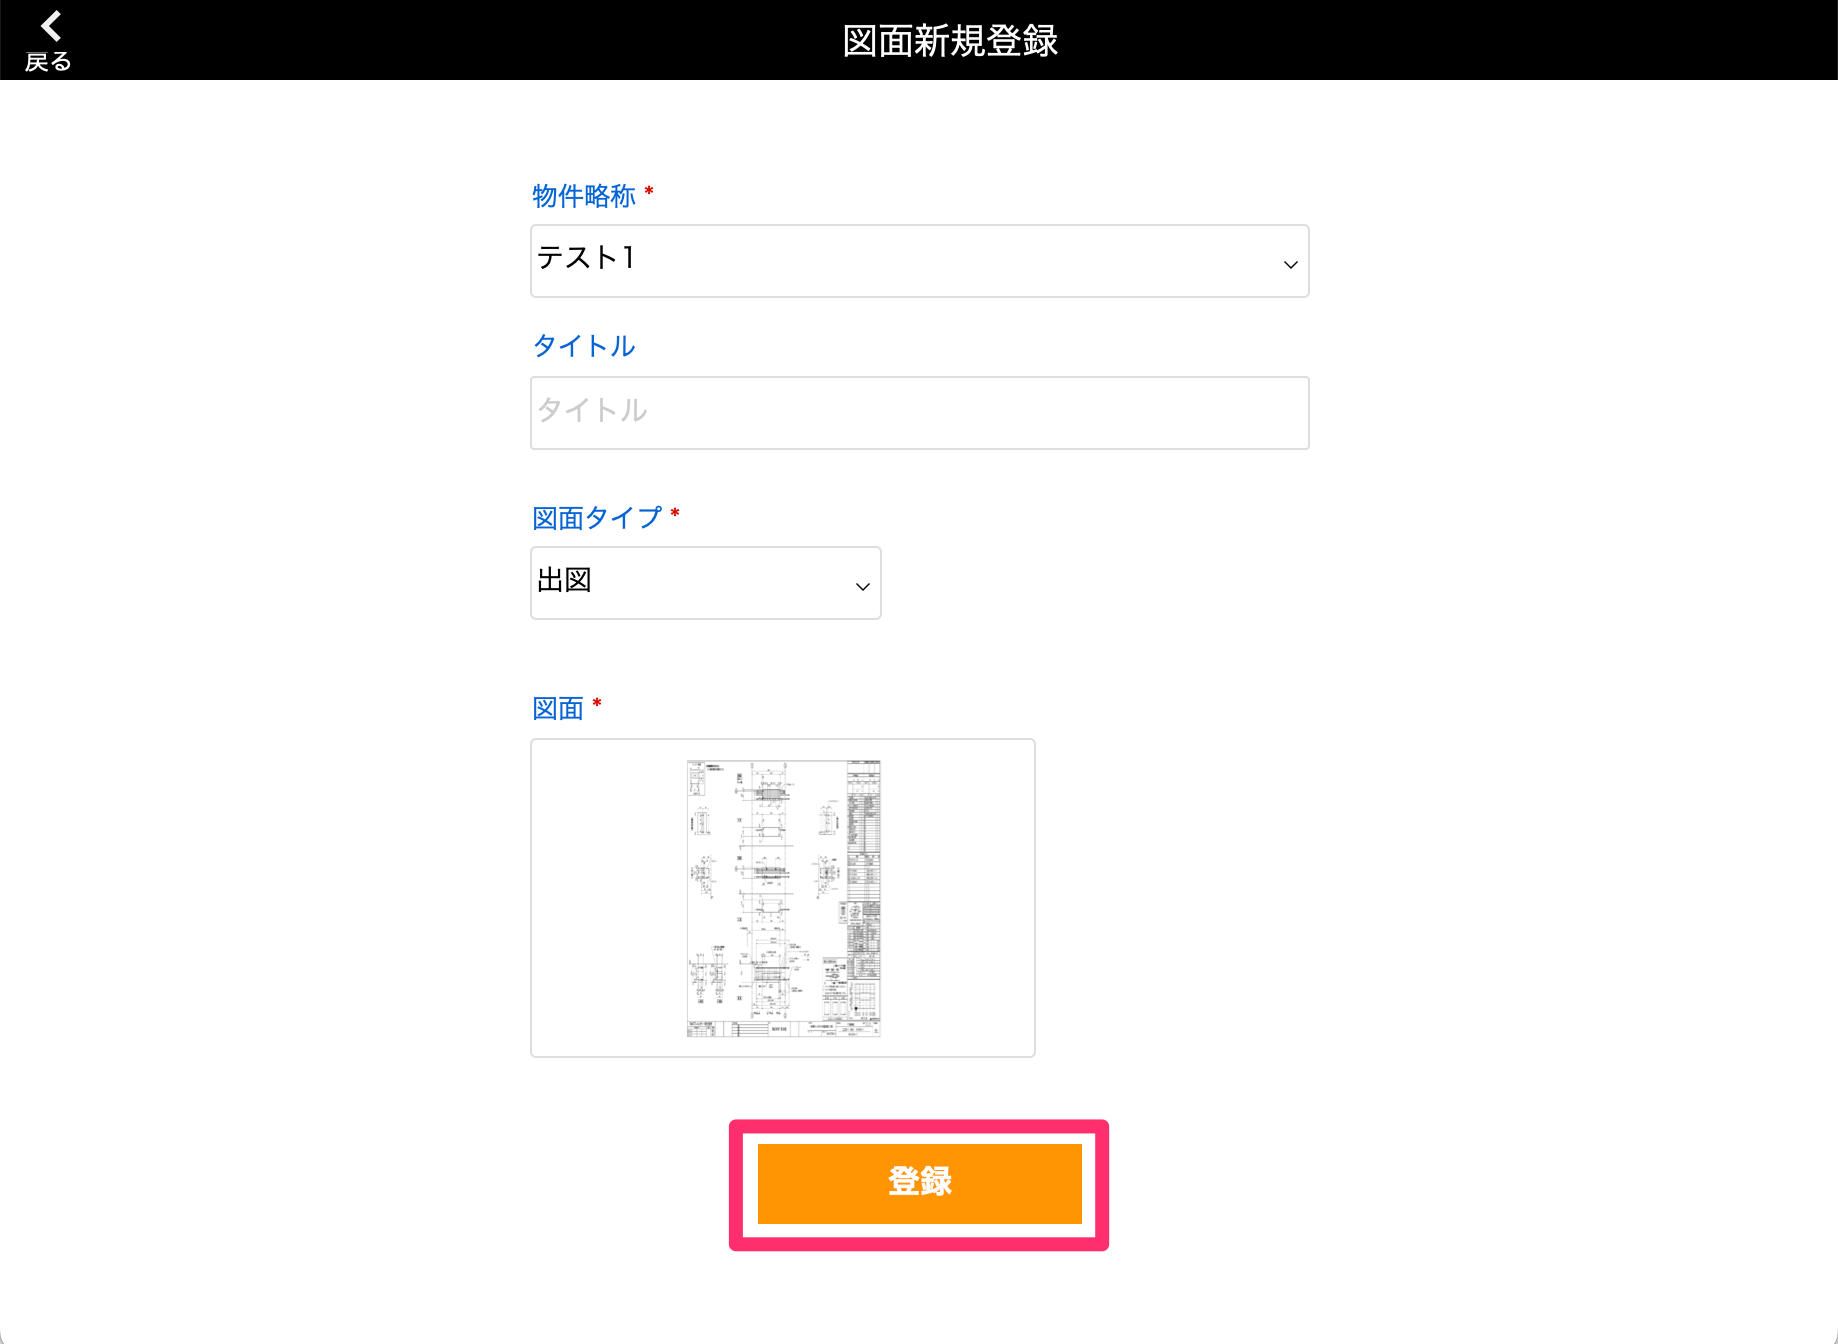 戻る
図面新規登録
物件略称 *
テスト1
タイトル
タイトル
図面タイプ *
出図
図面 *
登録